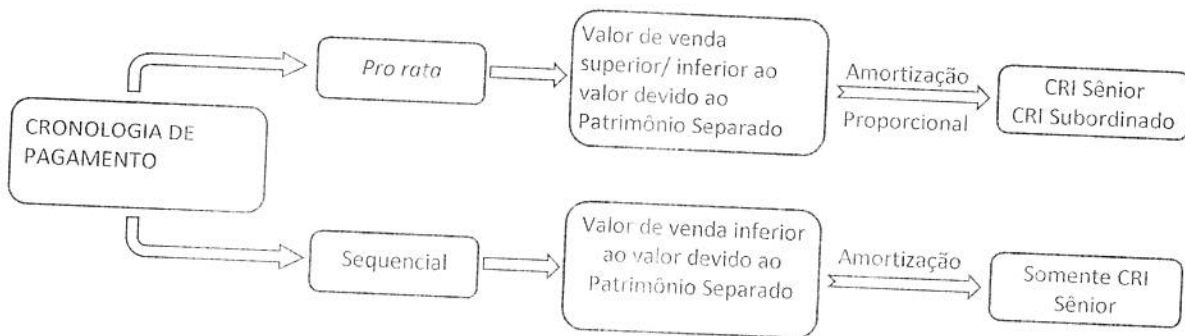 CRONOLOGIA DE
PAGAMENTO
Pro rata
Valor de venda
superior/ inferior ao
valor devido ao
Patrimônio Separado
Amortização
Proporcional
CRI Sênior
CRI Subordinado
Sequencial
Valor de venda inferior
ao valor devido ao
Patrimônio Separado
Amortização
Somente CRI
Sênior